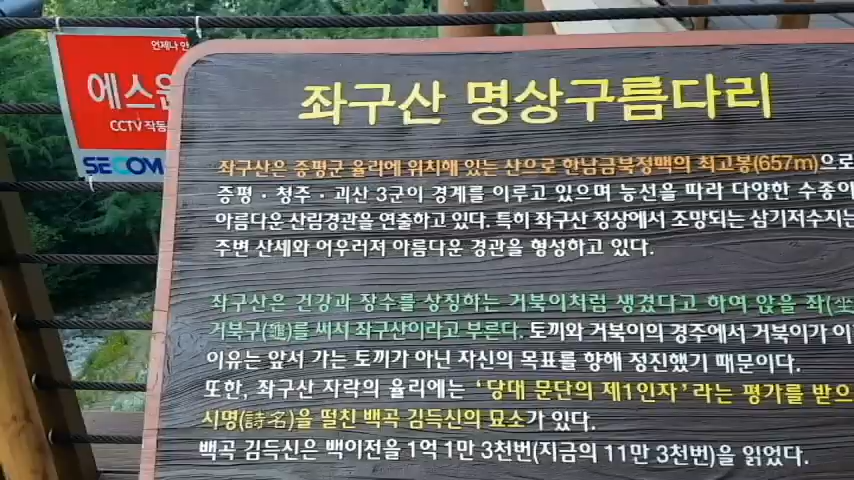 언제나 안
에스원
CCTV 작동
SECOM
좌구산 명상구름다리
좌구산은 증평군 율리에 위치해 있는 산으로 한남금북정맥의 최고봉(657m)으로
증평·청주·괴산 3군이 경계를 이루고 있으며 능선을 따라 다양한 수종의
아름다운 산림경관을 연출하고 있다. 특히 좌구산 정상에서 조망되는 삼기저수지는
주변 산세와 어우러져 아름다운 경관을 형성하고 있다.
좌구산은 건강과 장수를 상징하는 거북이처럼 생겼다고 하여 앉을 좌(坐
거북구(龜)를 써서 좌구산이라고 부른다. 토끼와 거북이의 경주에서 거북이가 이
이유는 앞서 가는 토끼가 아닌 자신의 목표를 향해 정진했기 때문이다.
또한, 좌구산 자락의 율리에는 '당대 문단의 제1인자'라는 평가를 받으
시명(詩名)을 떨친 백곡 김득신의 묘소가 있다.
백곡 김득신은 백이전을 1억 1만 3천번(지금의 11만 3천번)을 읽었다.